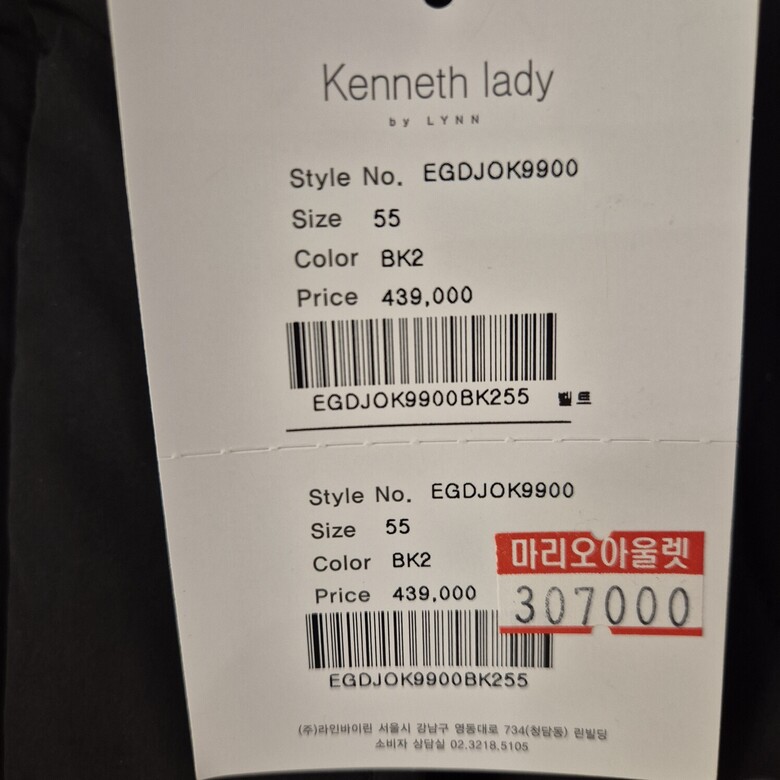 Kenneth lady
by LYNN
Style No. EGDJOK9900
Size 55
Color BK2
Price 439,000
EGDJOK9900BK255 벨트
Style No. EGDJOK9900
Size 55
Color BK2
Price 439,000
마리오아울렛
307000
EGDJOK9900BK255
(주)라인바이린 서울시 강남구 영동대로 734(청담동) 린빌딩
소비자 상담실 02.3218.5105